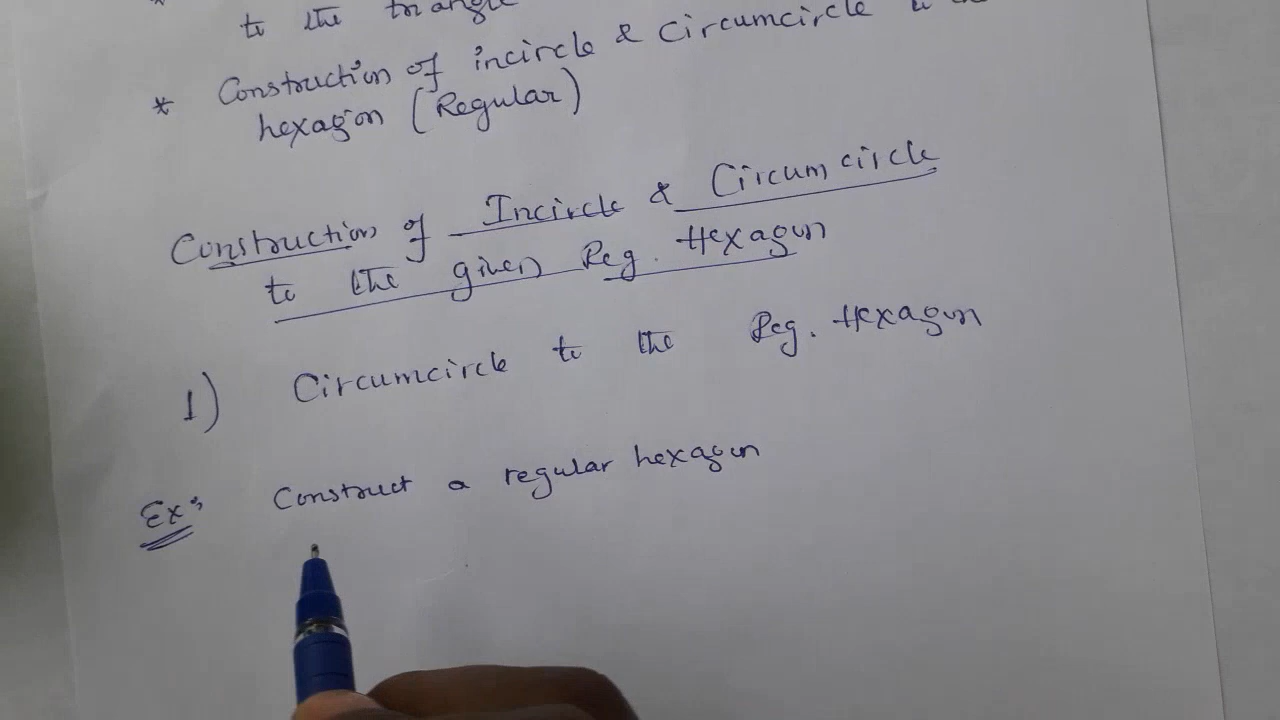 * to the triangle
* Construction of incircle & Circumcircle
hexagon (Regular)
Construction of Incircle & Circumcircle
to the given Reg. Hexagon
1) Circumcircle to the Reg. Hexagon
Ex: Construct a regular hexagon